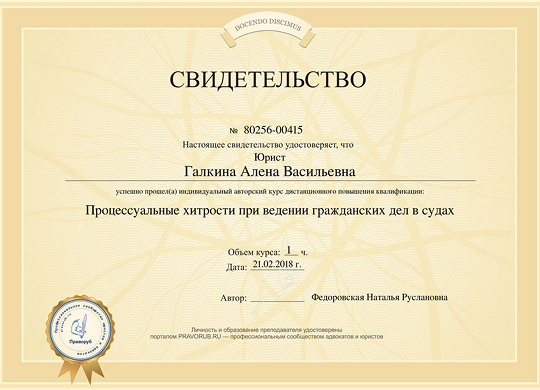 DOCENDO DISCIMUS
СВИДЕТЕЛЬСТВО
№ 80256-00415
Настоящее свидетельство удостоверяет, что
Юрист
Галкина Алена Васильевна
успешно прошел(а) индивидуальный авторский курс дистанционного повышения квалификации:
Процессуальные хитрости при ведении гражданских дел в судах
Объем курса: 1 ч.
Дата: 21.02.2018 г.
Автор: Федоровская Наталья Руслановна
Праворуб
Личность и образование преподавателя удостоверены
порталом PRAVORUB.RU — профессиональным сообществом адвокатов и юристов